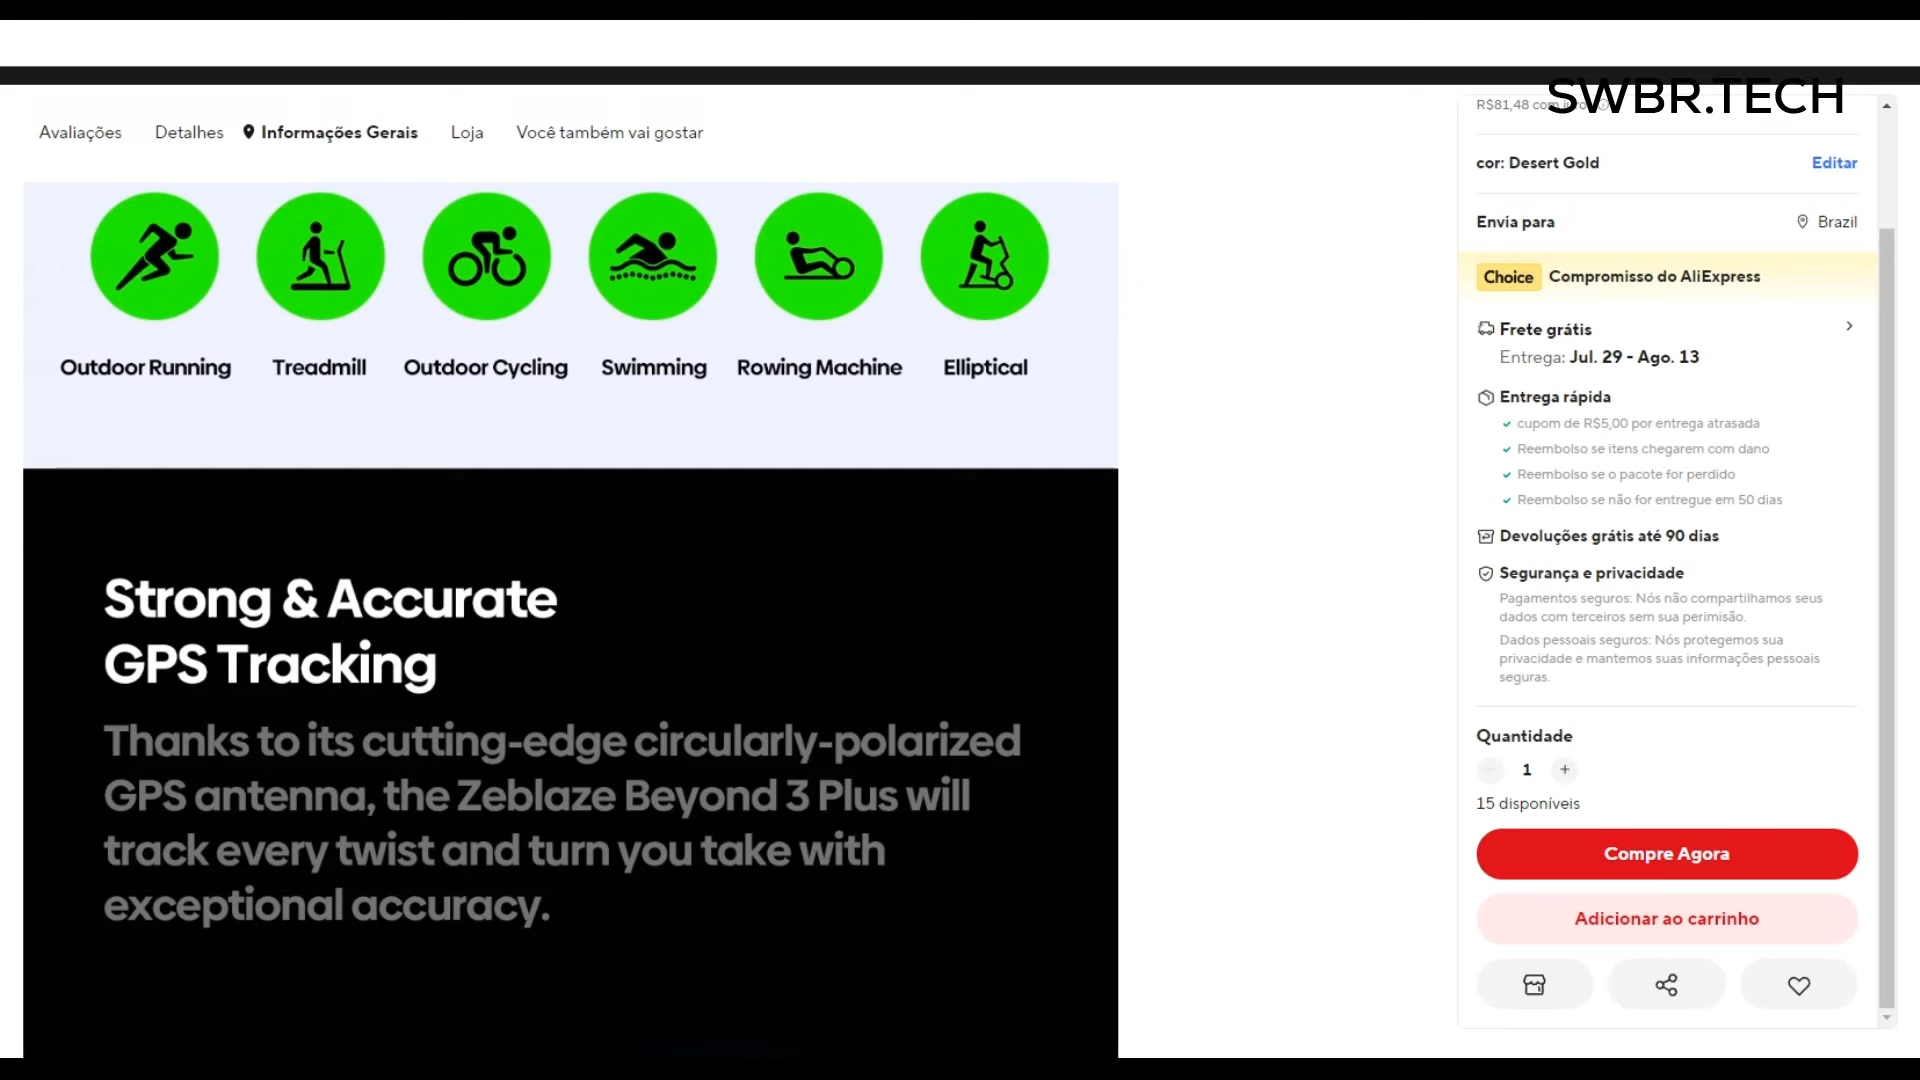 SWBR.TECH
Avaliações Detalhes Informações Gerais Loja Você também vai gostar
Outdoor Running Treadmill Outdoor Cycling Swimming Rowing Machine Elliptical
Strong & Accurate
GPS Tracking
Thanks to its cutting-edge circularly-polarized
GPS antenna, the Zeblaze Beyond 3 Plus will
track every twist and turn you take with
exceptional accuracy.
R$81,48 com
cor: Desert Gold Editar
Envia para Brazil
Choice Compromisso do AliExpress
Frete grátis
Entrega: Jul. 29 - Ago. 13
Entrega rápida
cupom de R$5,00 por entrega atrasada
Reembolso se itens chegarem com dano
Reembolso se o pacote for perdido
Reembolso se não for entregue em 50 dias
Devoluções grátis até 90 dias
Segurança e privacidade
Pagamentos seguros: Nós não compartilhamos seus
dados com terceiros sem sua perimisão.
Dados pessoais seguros: Nós protegemos sua
privacidade e mantemos suas informações pessoais
seguras.
Quantidade
1 +
15 disponíveis
Compre Agora
Adicionar ao carrinho